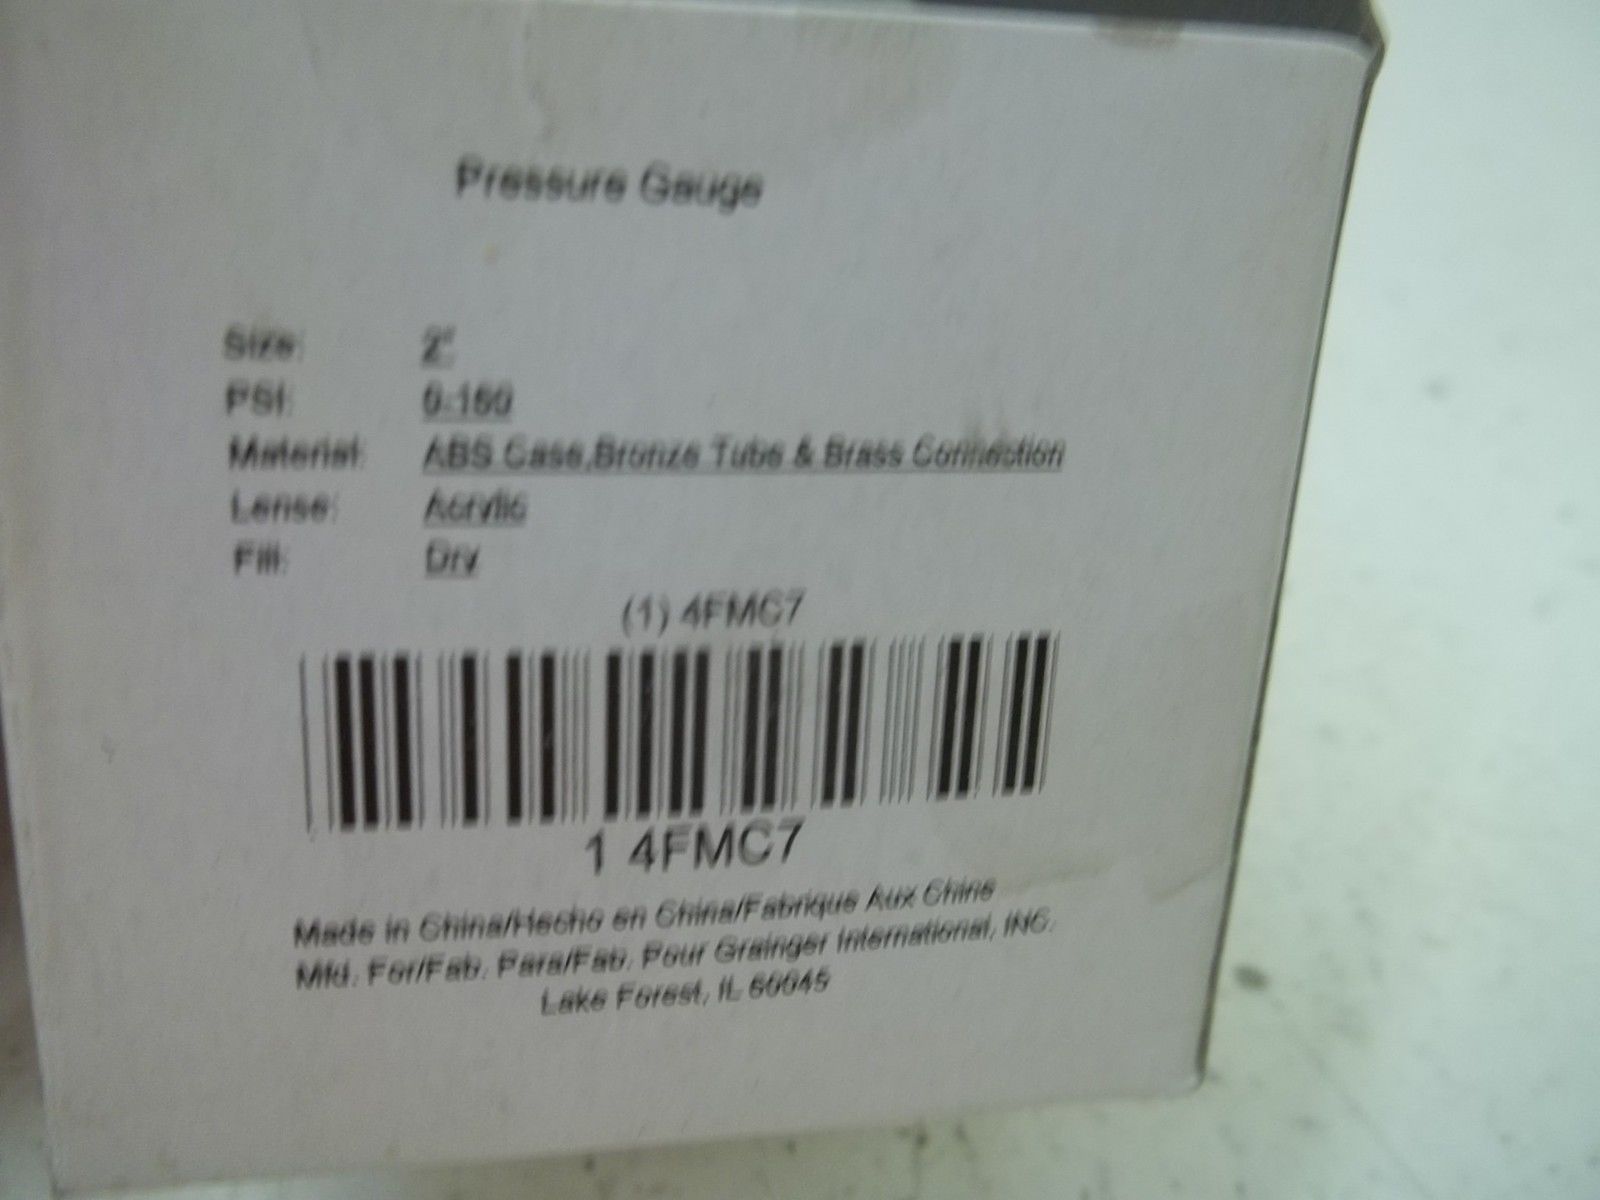 Pressure Gauge
Size: 2"
PSI:
Material: ABS Case,Bronze Tube & Brass Connection
Lense: Acrylic
Fill: Dry
(1) 4FMC7
1 4FMC7
Made in China/Hecho en China/Fabrique Aux Chine
Mfd. For/Fab. Para/Fab. Pour Grainger International, INC.
Lake Forest, IL 60045